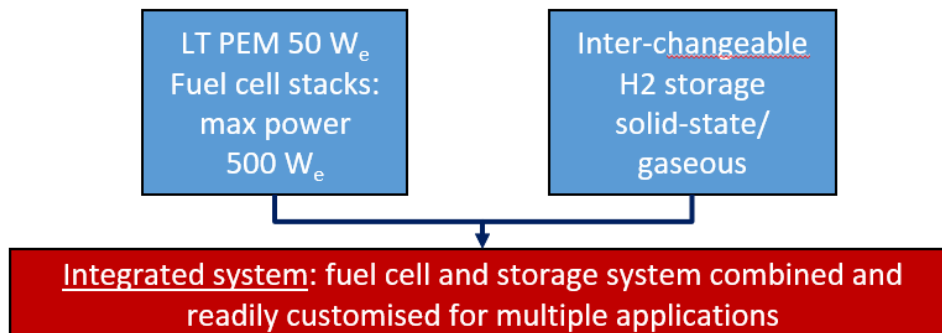 LT PEM 50 Wₑ
Fuel cell stacks:
max power
500 Wₑ
Inter-changeable
H2 storage
solid-state/
gaseous
Integrated system: fuel cell and storage system combined and
readily customised for multiple applications